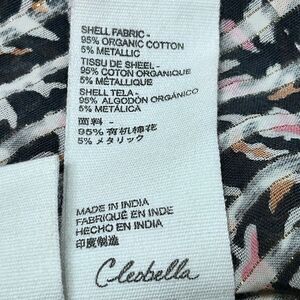 SHELL FABRIC -
95% ORGANIC COTTON
5% METALLIC
TISSU DE SHEEL -
95% COTON ORGANIQUE
5% MÉTALLIQUE
SHELL TELA -
95% ALGODÓN ORGÁNICO
5% METÁLICA
面料 -
95% 有机棉花
5% メタリック
MADE IN INDIA
FABRIQUÉ EN INDE
HECHO EN INDIA
印度制造
Cleobella